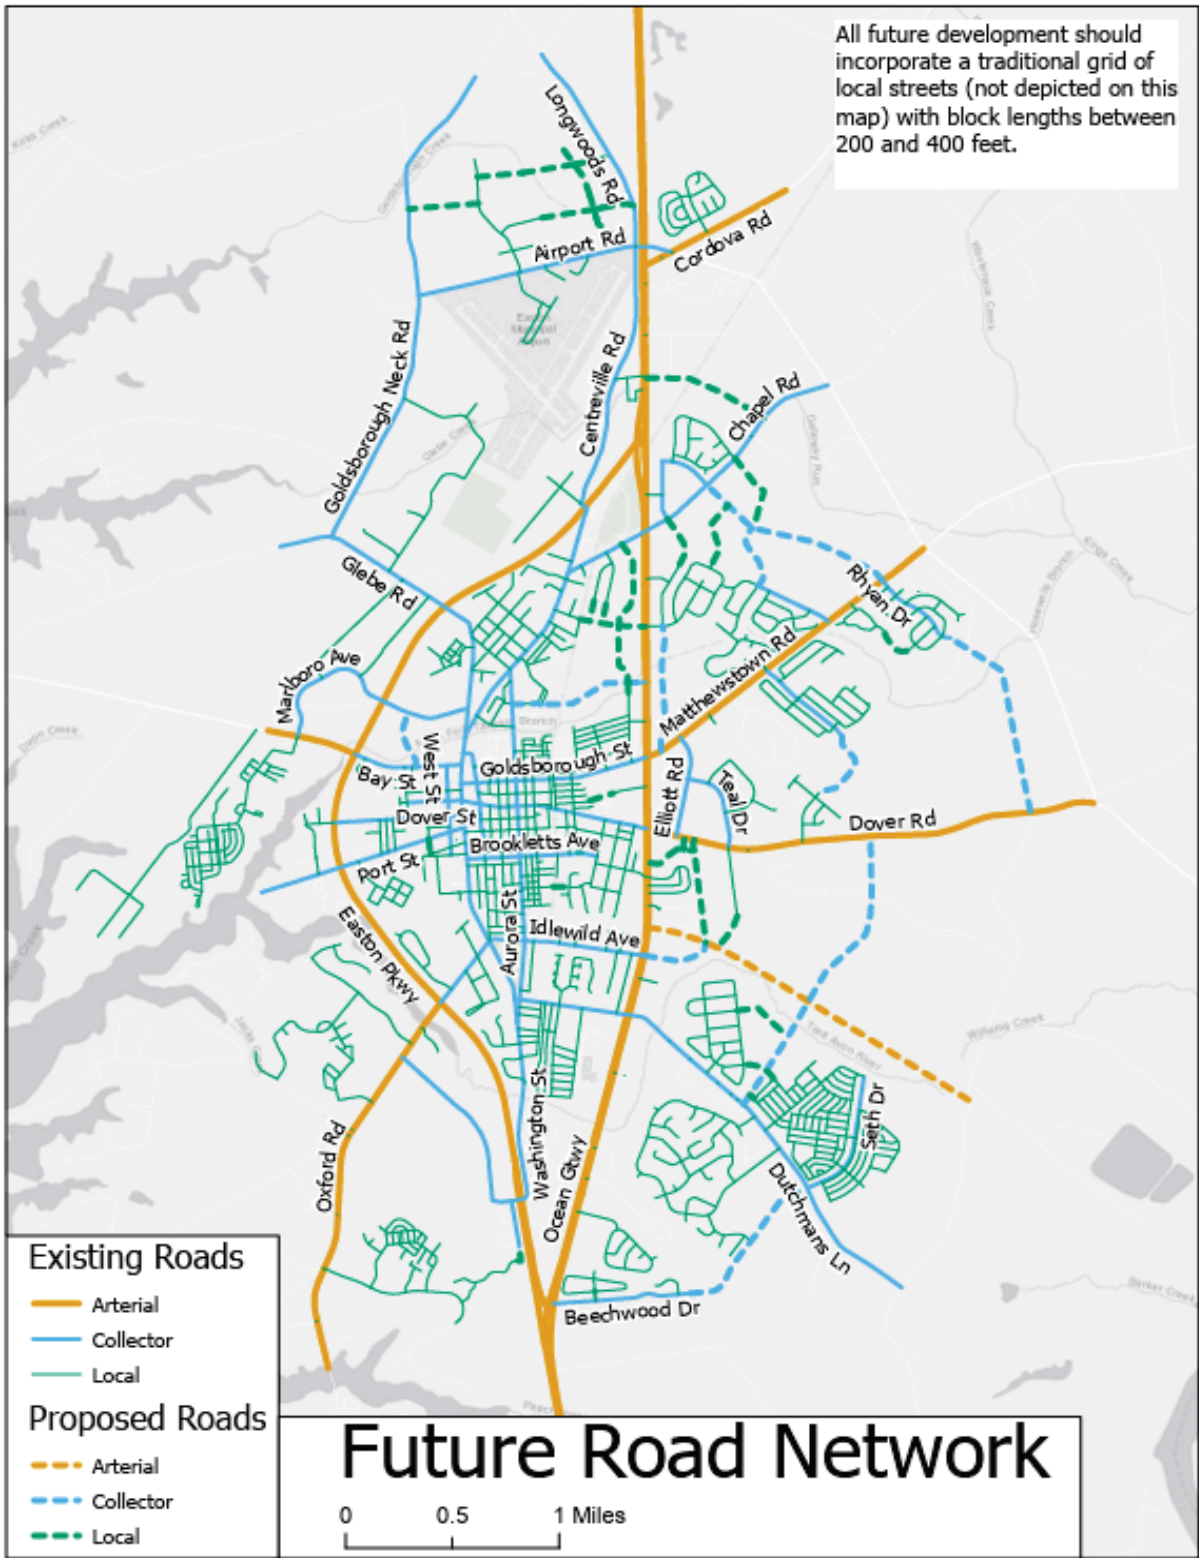 All future development should
incorporate a traditional grid of
local streets (not depicted on this
map) with block lengths between
200 and 400 feet.
Longwoods Rd
Airport Rd
Cordova Rd
Goldsborough Neck Rd
Centreville Rd
Chapel Rd
Glebe Rd
Rhyan Dr
Marlboro Ave
Matthewstown Rd
West St
Goldsborough St
Bay St
Elliott Rd
Teal Dr
Dover St
Dover Rd
Brookletts Ave
Port St
Aurora St
Idlewild Ave
Easton Pkwy
Washington St
Seth Dr
Oxford Rd
Ocean Gtwy
Dutchmans Ln
Beechwood Dr
Existing Roads
Arterial
Collector
Local
Proposed Roads
Arterial
Collector
Local
Future Road Network
0 0.5 1 Miles